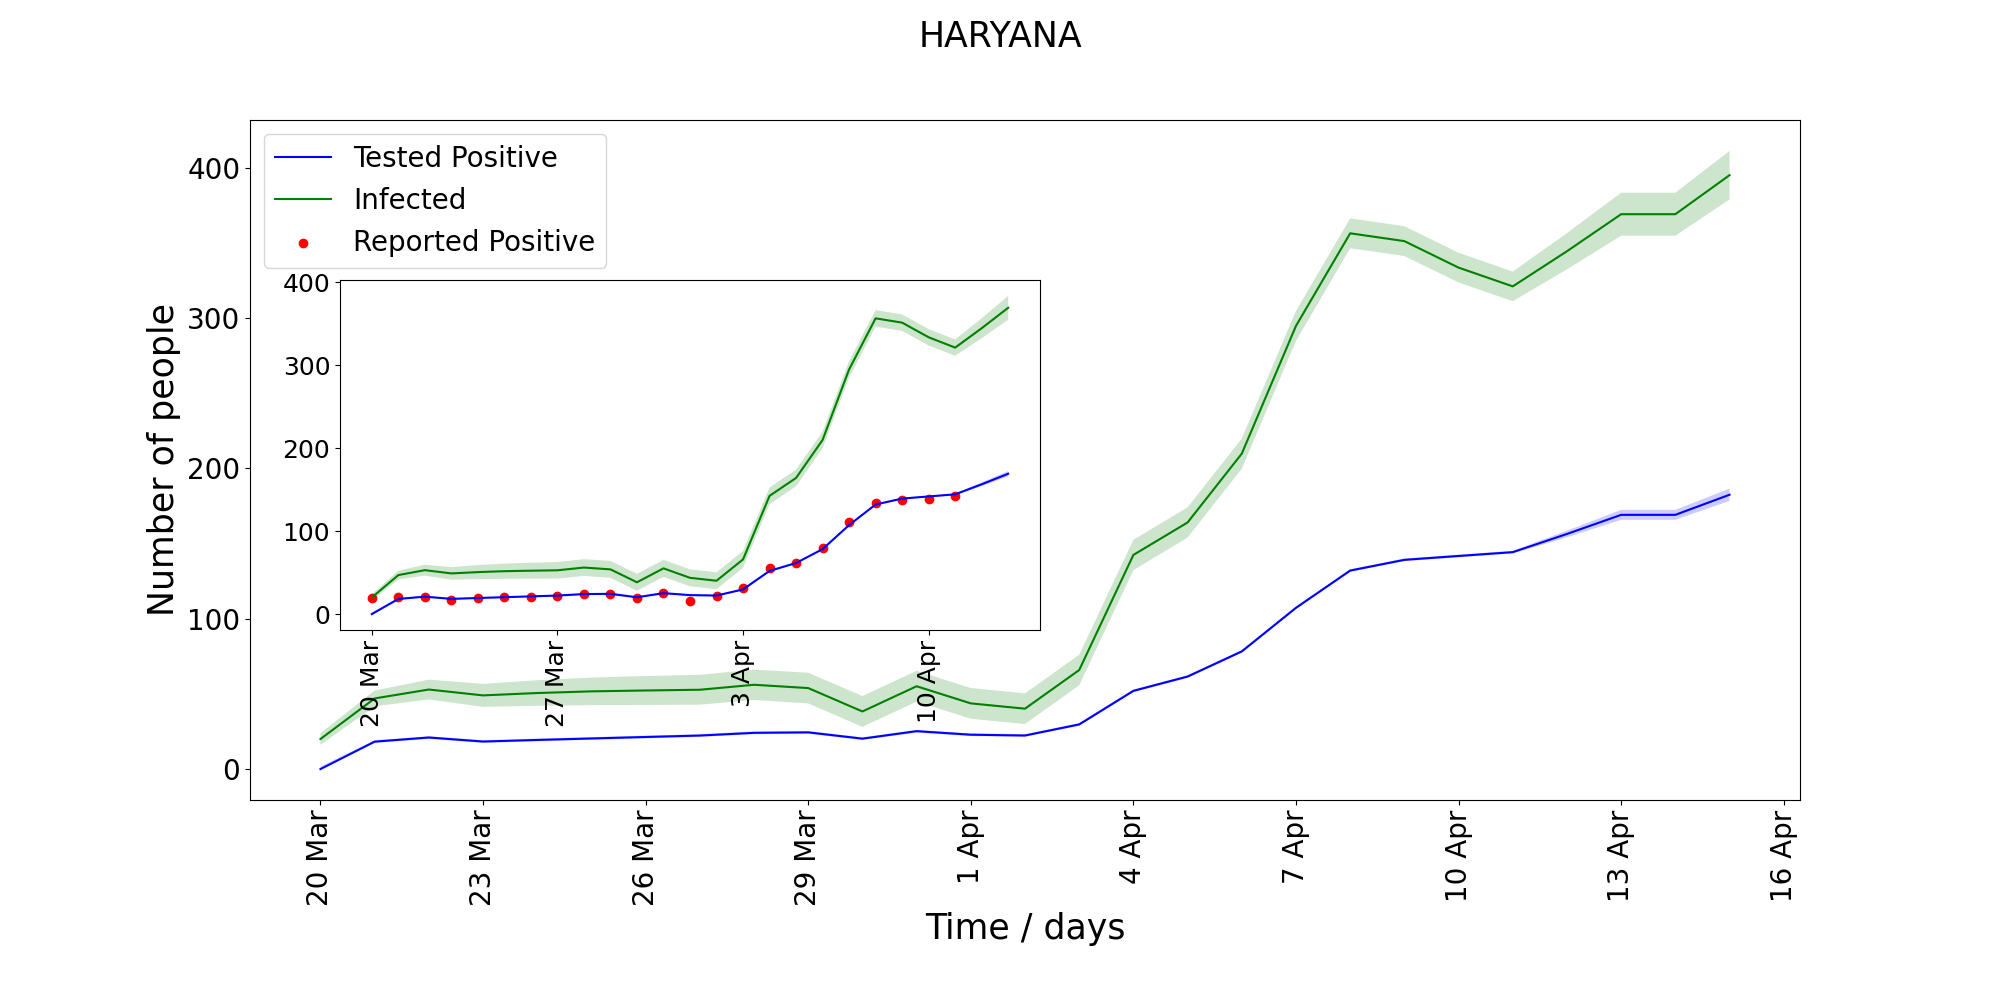 HARYANA
Tested Positive
Infected
Reported Positive
Number of people
400
300
200
100
0
400
300
200
100
0
20 Mar
27 Mar
3 Apr
10 Apr
20 Mar
23 Mar
26 Mar
29 Mar
1 Apr
4 Apr
7 Apr
10 Apr
13 Apr
16 Apr
Time / days